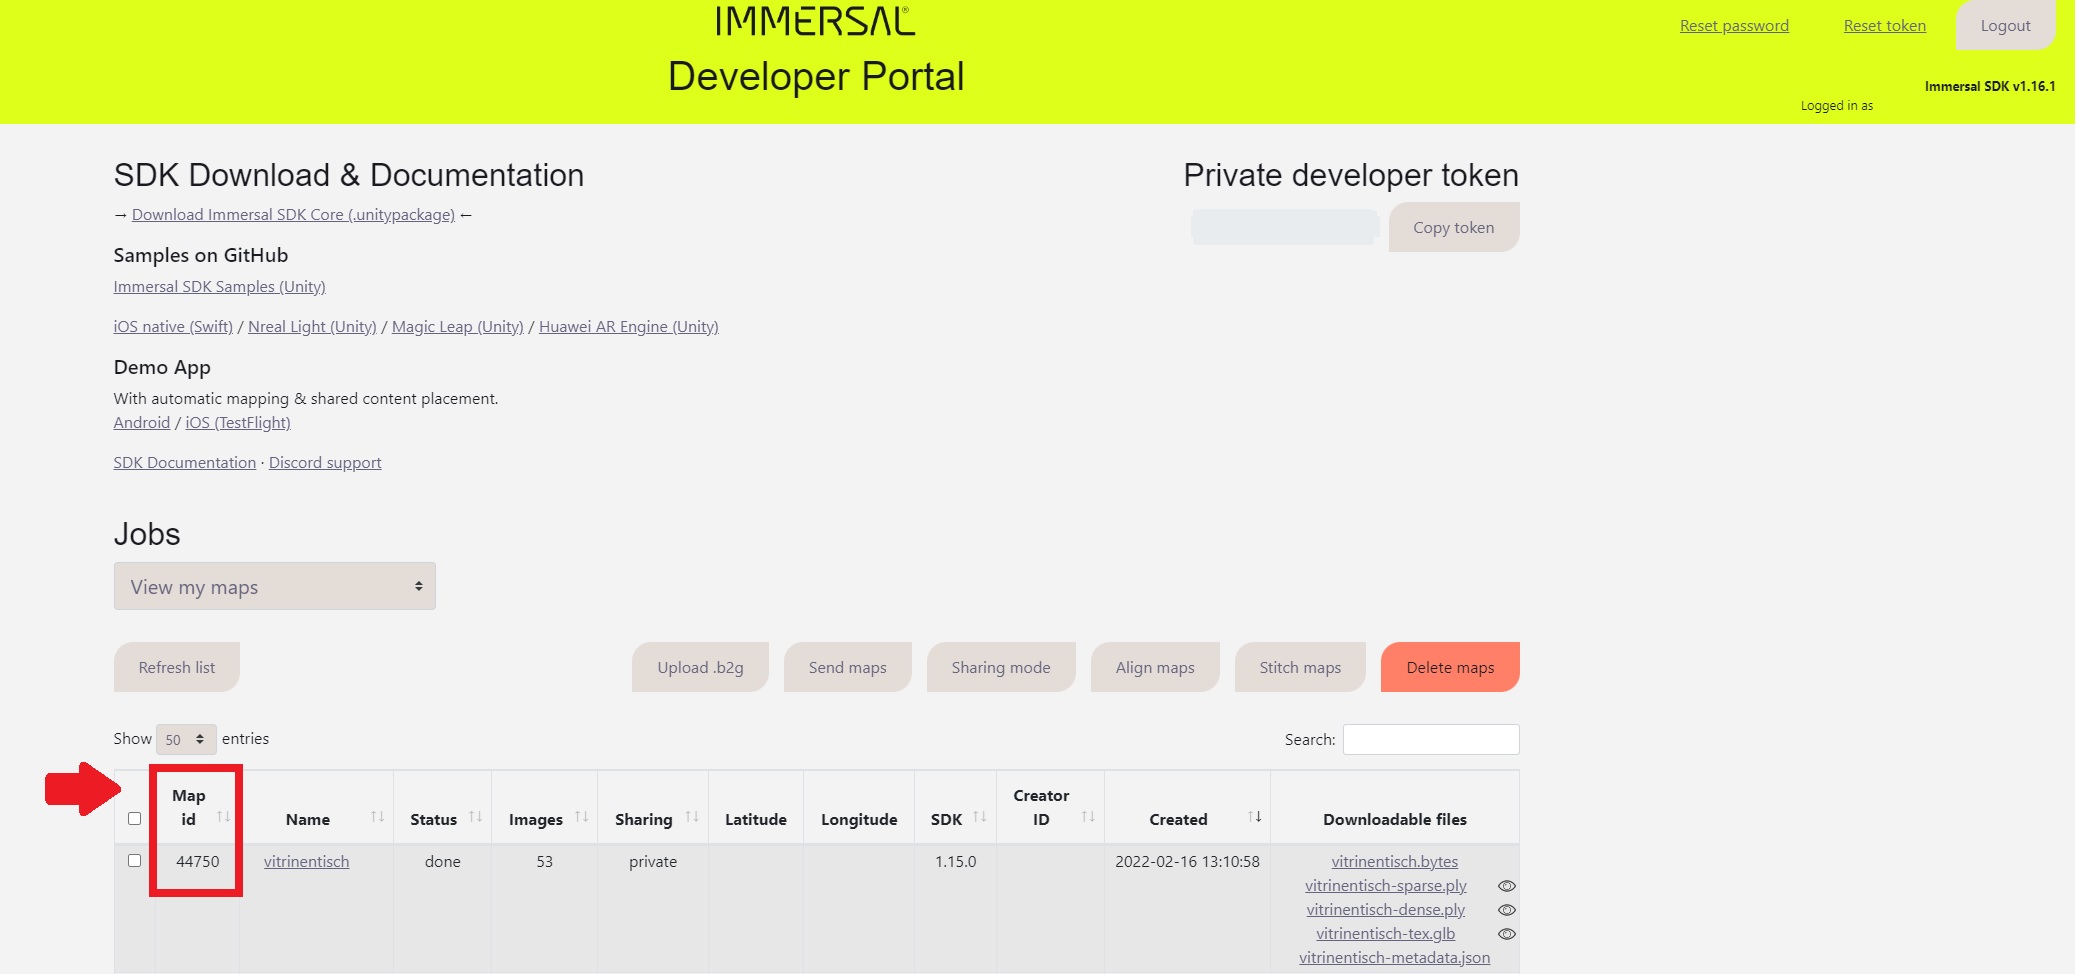 IMMERSAL®
Developer Portal
Reset password
Reset token
Logout
Immersal SDK v1.16.1
Logged in as
SDK Download & Documentation
→ Download Immersal SDK Core (.unitypackage) ←
Samples on GitHub
Immersal SDK Samples (Unity)
iOS native (Swift) / Nreal Light (Unity) / Magic Leap (Unity) / Huawei AR Engine (Unity)
Demo App
With automatic mapping & shared content placement.
Android / iOS (TestFlight)
SDK Documentation · Discord support
Private developer token
Copy token
Jobs
View my maps
Refresh list
Upload .b2g
Send maps
Sharing mode
Align maps
Stitch maps
Delete maps
Show 50 entries
Search:
Map id
Name
Status
Images
Sharing
Latitude
Longitude
SDK
Creator ID
Created
Downloadable files
44750
vitrinentisch
done
53
private
1.15.0
2022-02-16 13:10:58
vitrinentisch.bytes
vitrinentisch-sparse.ply
vitrinentisch-dense.ply
vitrinentisch-tex.glb
vitrinentisch-metadata.json